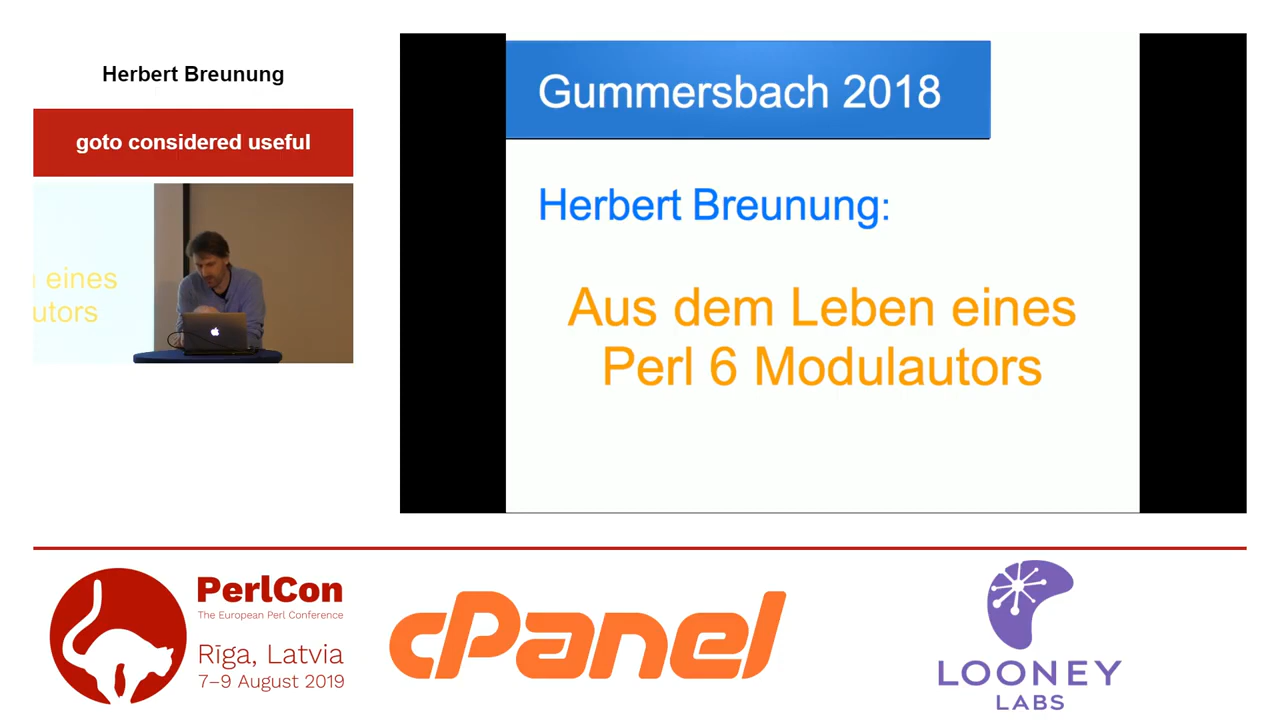 Herbert Breunung
goto considered useful
eines
utors
Gummersbach 2018
Herbert Breunung:
Aus dem Leben eines
Perl 6 Modulautors
PerlCon
The European Perl Conference
Rīga, Latvia
7–9 August 2019
cPanel
LOONEY
LABS